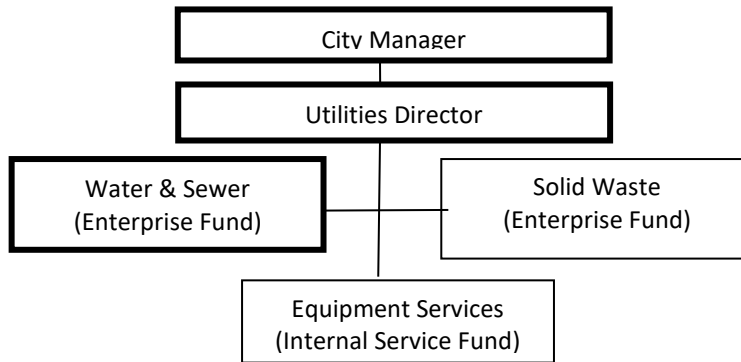 City Manager
Utilities Director
Water & Sewer
(Enterprise Fund)
Solid Waste
(Enterprise Fund)
Equipment Services
(Internal Service Fund)